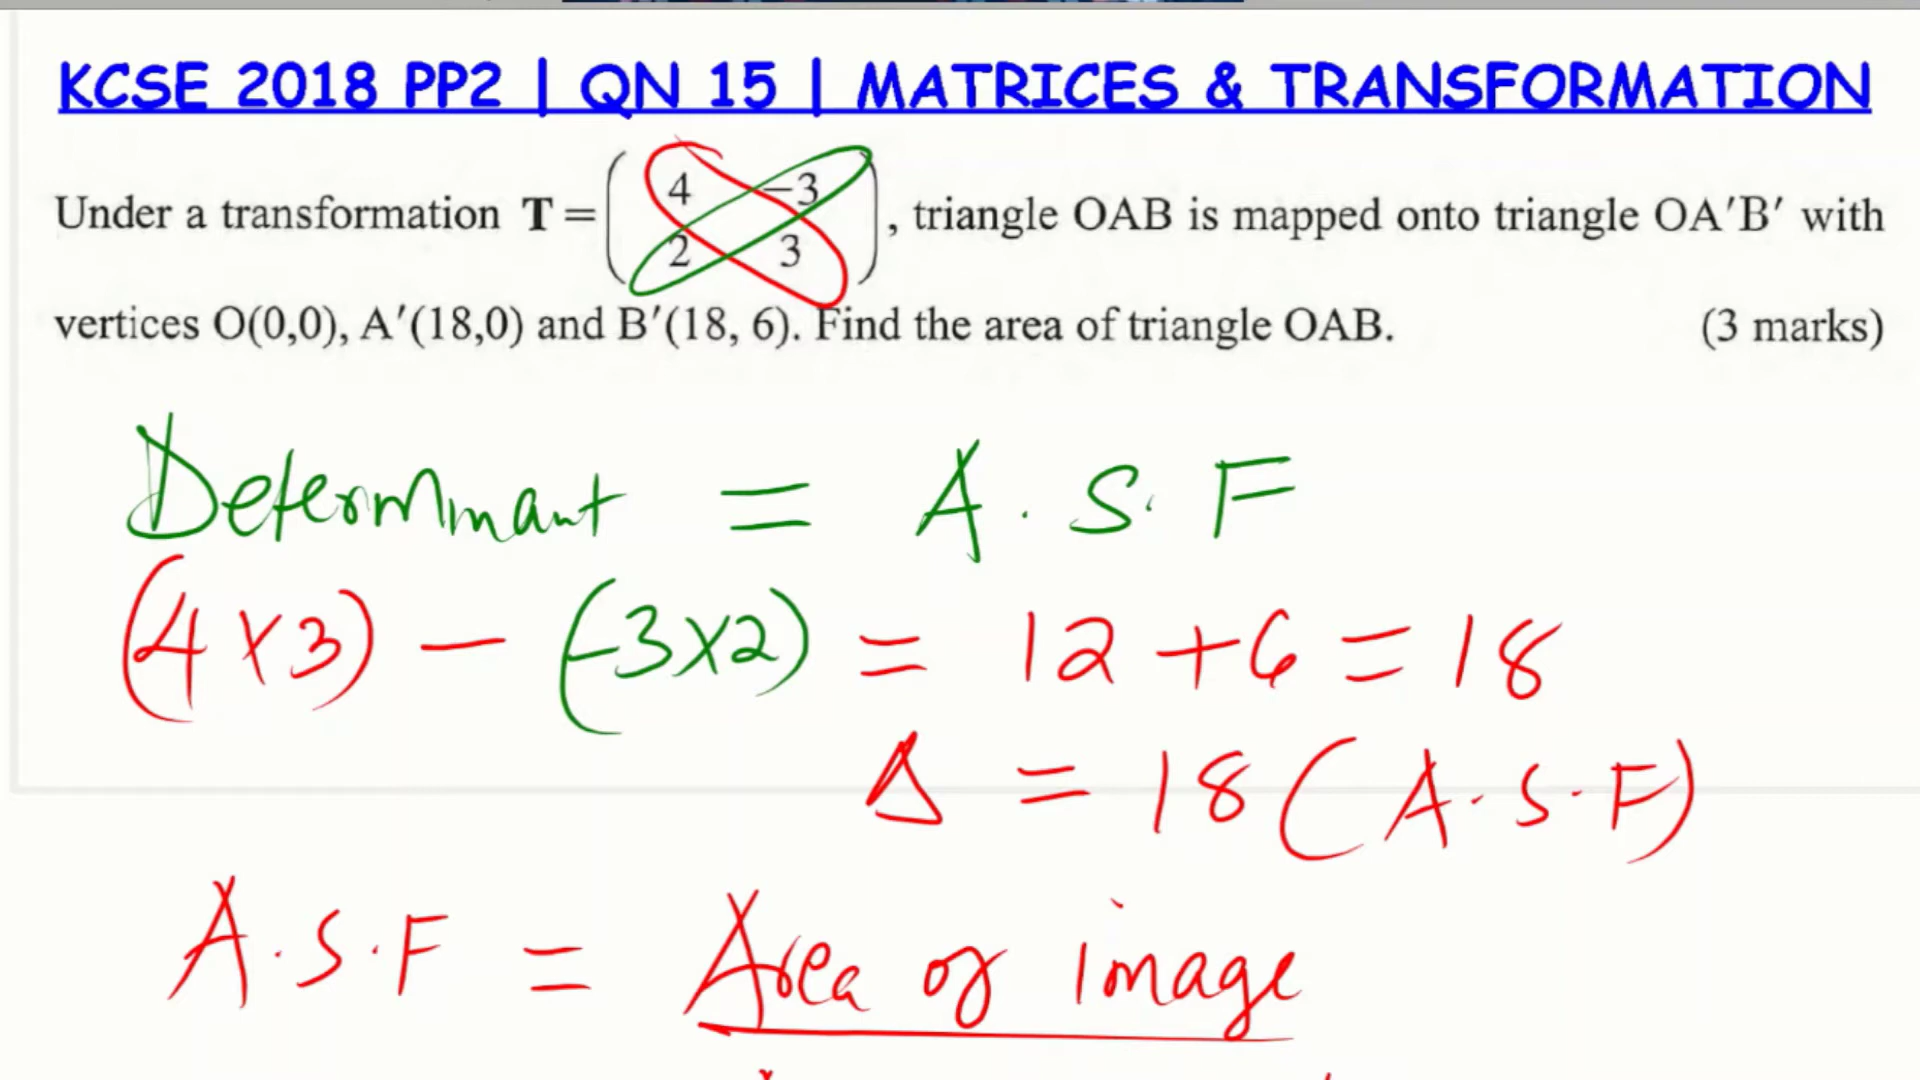 KCSE 2018 PP2 | QN 15 | MATRICES & TRANSFORMATION
Under a transformation T = ( 4 −3 ) , triangle OAB is mapped onto triangle OA′B′ with
( 2 3 )
vertices O(0,0), A′(18,0) and B′(18, 6). Find the area of triangle OAB. (3 marks)
Determinant = A.S.F
(4×3) − (−3×2) = 12 + 6 = 18
Δ = 18 (A.S.F)
A.S.F = Area of image